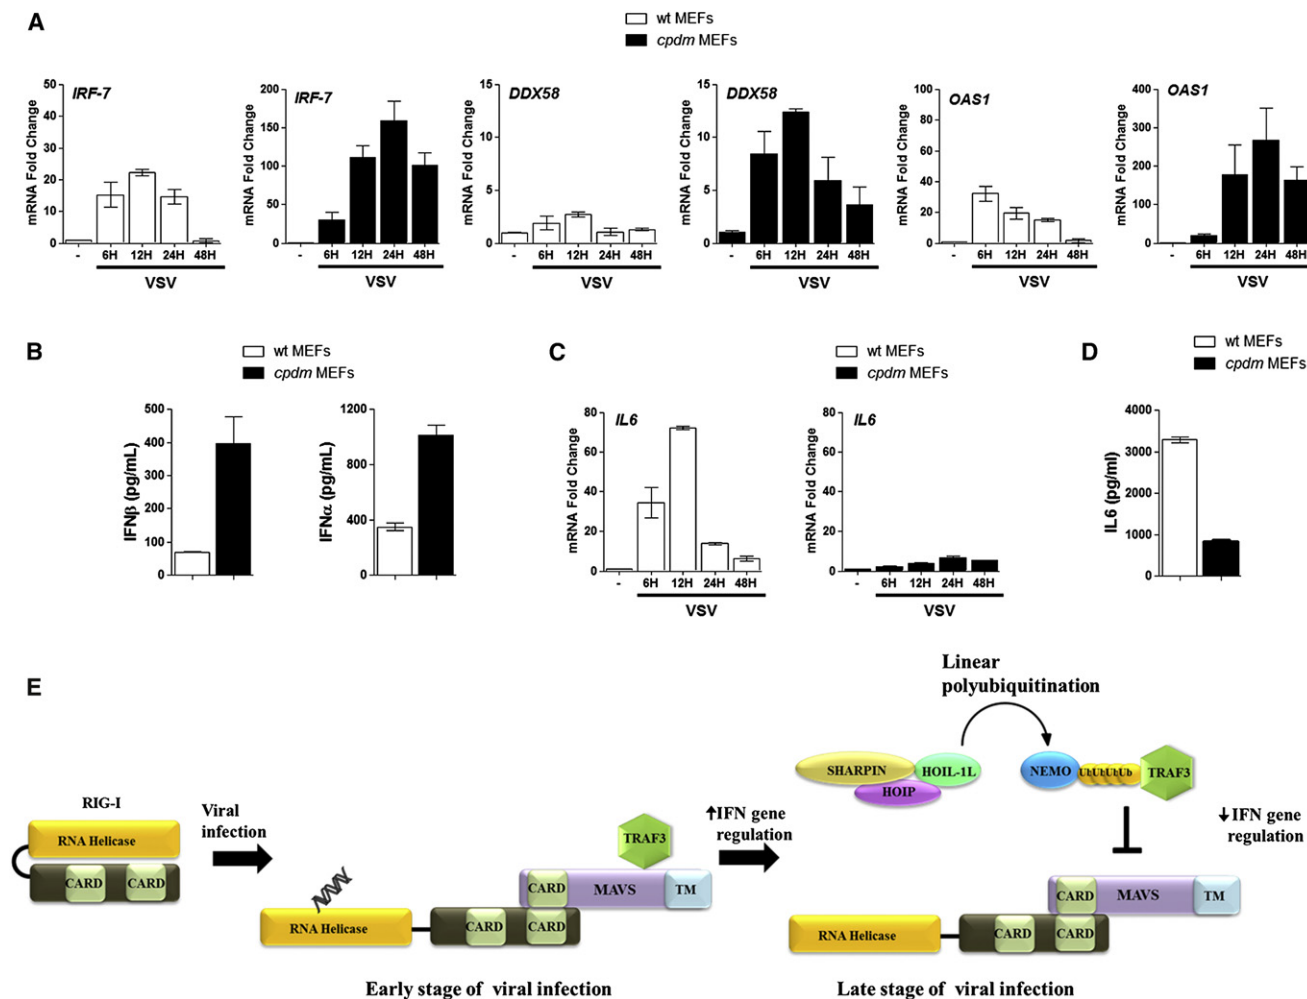 A
wt MEFs
cpdm MEFs
IRF-7
mRNA Fold Change
50
40
30
20
10
0
- 6H 12H 24H 48H
VSV
IRF-7
mRNA Fold Change
200
150
100
50
0
- 6H 12H 24H 48H
VSV
DDX58
mRNA Fold Change
15
10
5
0
- 6H 12H 24H 48H
VSV
DDX58
mRNA Fold Change
15
10
5
0
- 6H 12H 24H 48H
VSV
OAS1
mRNA Fold Change
100
80
60
40
20
0
- 6H 12H 24H 48H
VSV
OAS1
mRNA Fold Change
400
300
200
100
0
- 6H 12H 24H 48H
VSV
B
wt MEFs
cpdm MEFs
IFNβ (pg/mL)
500
400
300
200
100
0
IFNα (pg/mL)
1200
800
400
0
C
wt MEFs
cpdm MEFs
IL6
mRNA Fold Change
80
60
40
20
0
- 6H 12H 24H 48H
VSV
IL6
mRNA Fold Change
80
60
40
20
0
- 6H 12H 24H 48H
VSV
D
wt MEFs
cpdm MEFs
IL6 (pg/ml)
4000
3000
2000
1000
0
E
RIG-I
RNA Helicase
CARD CARD
Viral
infection
TRAF3
CARD MAVS TM
RNA Helicase CARD CARD
Early stage of viral infection
↑IFN gene
regulation
Linear
polyubiquitination
SHARPIN HOIL-1L
HOIP
NEMO UbUbUbUb TRAF3
↓IFN gene
regulation
CARD MAVS TM
RNA Helicase CARD CARD
Late stage of viral infection